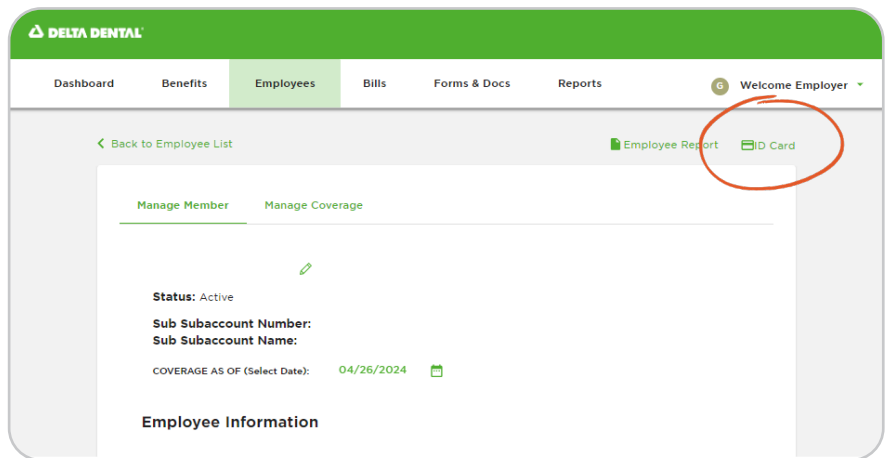 DELTA DENTAL
Dashboard Benefits Employees Bills Forms & Docs Reports G Welcome Employer
Back to Employee List Employee Report ID Card
Manage Member Manage Coverage
Status: Active
Sub Subaccount Number:
Sub Subaccount Name:
COVERAGE AS OF (Select Date): 04/26/2024
Employee Information